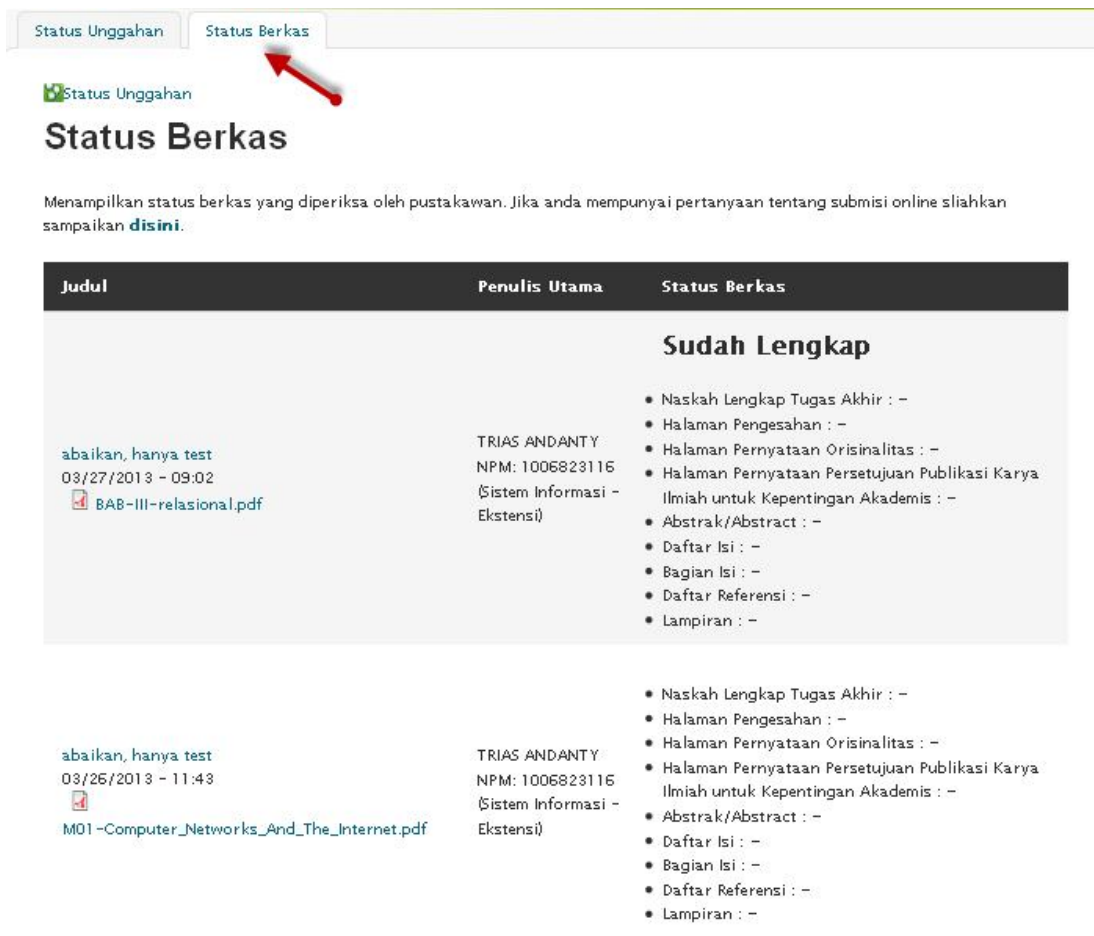 Status Unggahan
Status Berkas
Status Unggahan
Status Berkas
Menampilkan status berkas yang diperiksa oleh pustakawan. Jika anda mempunyai pertanyaan tentang submisi online sliahkan
sampaikan disini.
Judul
Penulis Utama
Status Berkas
abaikan, hanya test
03/27/2013 - 09:02
BAB-III-relasional.pdf
TRIAS ANDANTY
NPM: 1006823116
(Sistem Informasi -
Ekstensi)
Sudah Lengkap
• Naskah Lengkap Tugas Akhir : -
• Halaman Pengesahan : -
• Halaman Pernyataan Orisinalitas : -
• Halaman Pernyataan Persetujuan Publikasi Karya
Ilmiah untuk Kepentingan Akademis : -
• Abstrak/Abstract : -
• Daftar Isi : -
• Bagian Isi : -
• Daftar Referensi : -
• Lampiran : -
abaikan, hanya test
03/26/2013 - 11:43
M01-Computer_Networks_And_The_Internet.pdf
TRIAS ANDANTY
NPM: 1006823116
(Sistem Informasi -
Ekstensi)
• Naskah Lengkap Tugas Akhir : -
• Halaman Pengesahan : -
• Halaman Pernyataan Orisinalitas : -
• Halaman Pernyataan Persetujuan Publikasi Karya
Ilmiah untuk Kepentingan Akademis : -
• Abstrak/Abstract : -
• Daftar Isi : -
• Bagian Isi : -
• Daftar Referensi : -
• Lampiran : -